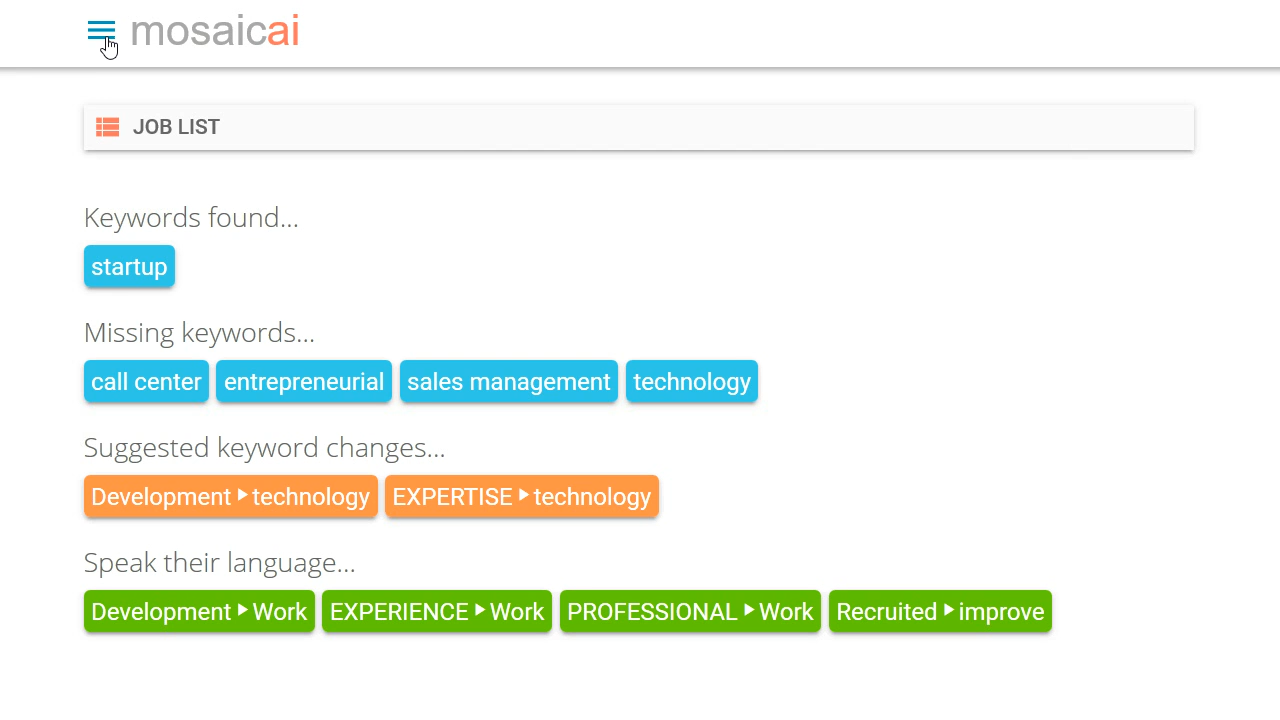 mosaicai
JOB LIST
Keywords found...
startup
Missing keywords...
call center entrepreneurial sales management technology
Suggested keyword changes...
Development ▶ technology EXPERTISE ▶ technology
Speak their language...
Development ▶ Work EXPERIENCE ▶ Work PROFESSIONAL ▶ Work Recruited ▶ improve